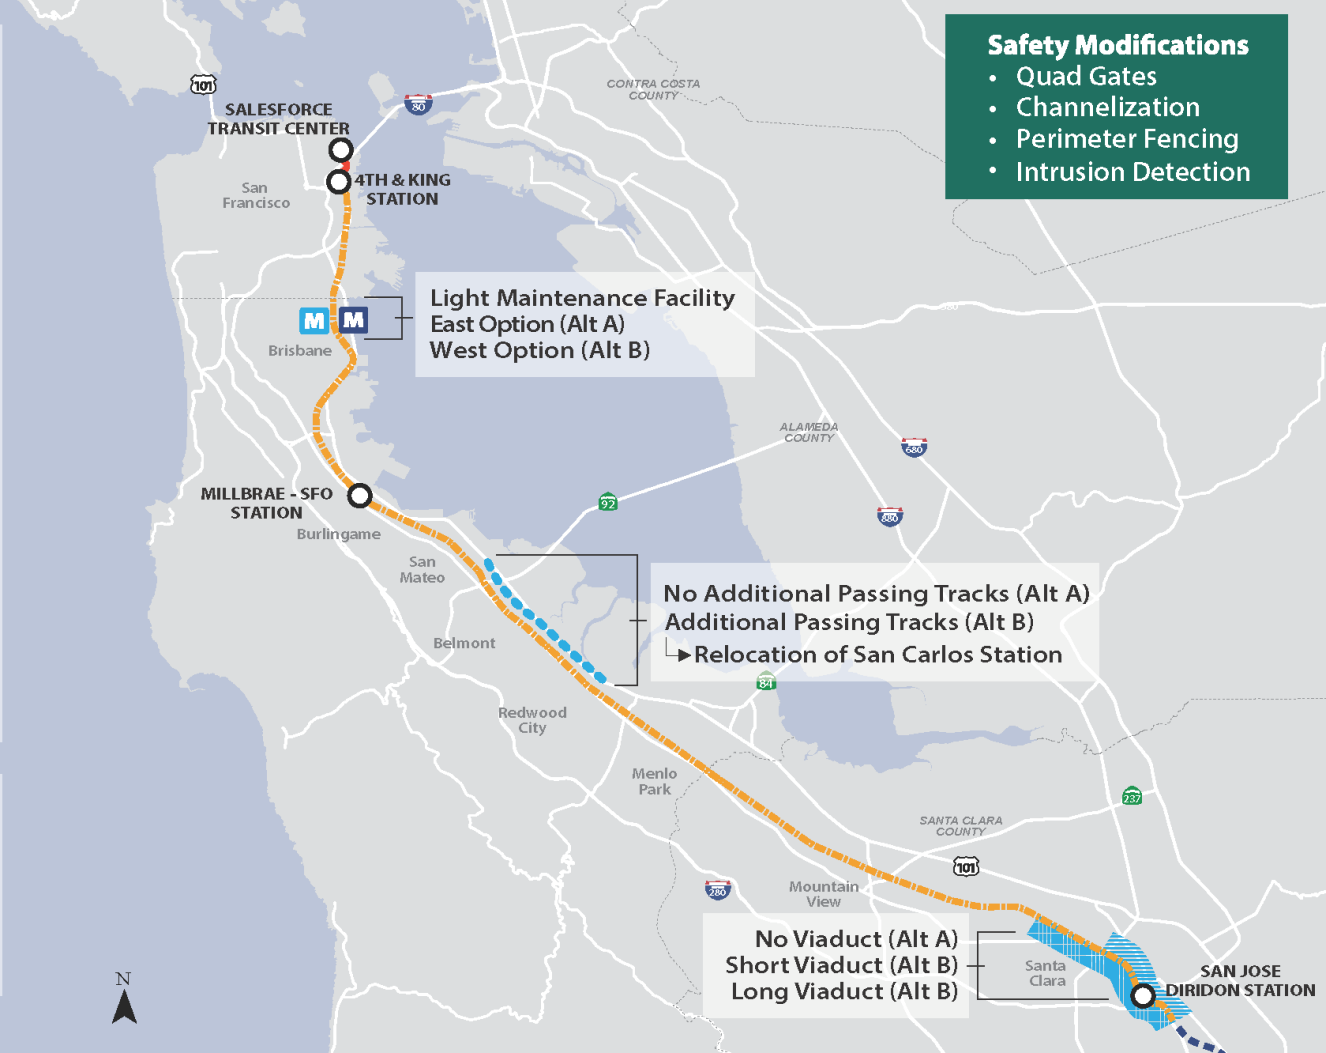 Safety Modifications
• Quad Gates
• Channelization
• Perimeter Fencing
• Intrusion Detection
101
80
CONTRA COSTA
COUNTY
SALESFORCE
TRANSIT CENTER
4TH & KING
STATION
San
Francisco
Light Maintenance Facility
East Option (Alt A)
West Option (Alt B)
M
M
Brisbane
680
ALAMEDA
COUNTY
680
MILLBRAE - SFO
STATION
92
880
Burlingame
San
Mateo
No Additional Passing Tracks (Alt A)
Additional Passing Tracks (Alt B)
Relocation of San Carlos Station
Belmont
84
Redwood
City
Menlo
Park
237
SANTA CLARA
COUNTY
101
280
Mountain
View
No Viaduct (Alt A)
Short Viaduct (Alt B)
Long Viaduct (Alt B)
Santa
Clara
SAN JOSE
DIRIDON STATION
N